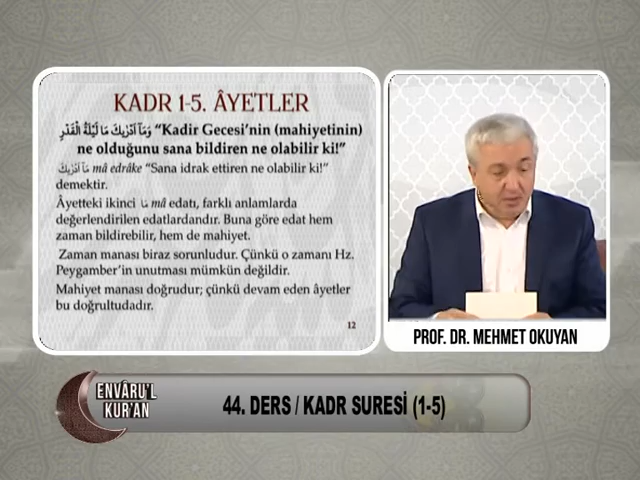 KADR 1-5. ÂYETLER
وَمَآ اَدْرٰيكَ مَا لَيْلَةُ الْقَدْرِ “Kadir Gecesi’nin (mahiyetinin)
ne olduğunu sana bildiren ne olabilir ki!”
مَآ اَدْرٰيكَ mâ edrâke “Sana idrak ettiren ne olabilir ki!”
demektir.
Âyetteki ikinci مَا mâ edatı, farklı anlamlarda
değerlendirilen edatlardandır. Buna göre edat hem
zaman bildirebilir, hem de mahiyet.
Zaman manası biraz sorunludur. Çünkü o zamanı Hz.
Peygamber’in unutması mümkün değildir.
Mahiyet manası doğrudur; çünkü devam eden âyetler
bu doğrultudadır.
12
PROF. DR. MEHMET OKUYAN
ENVÂRU'L
KUR'AN
44. DERS / KADR SURESİ (1-5)